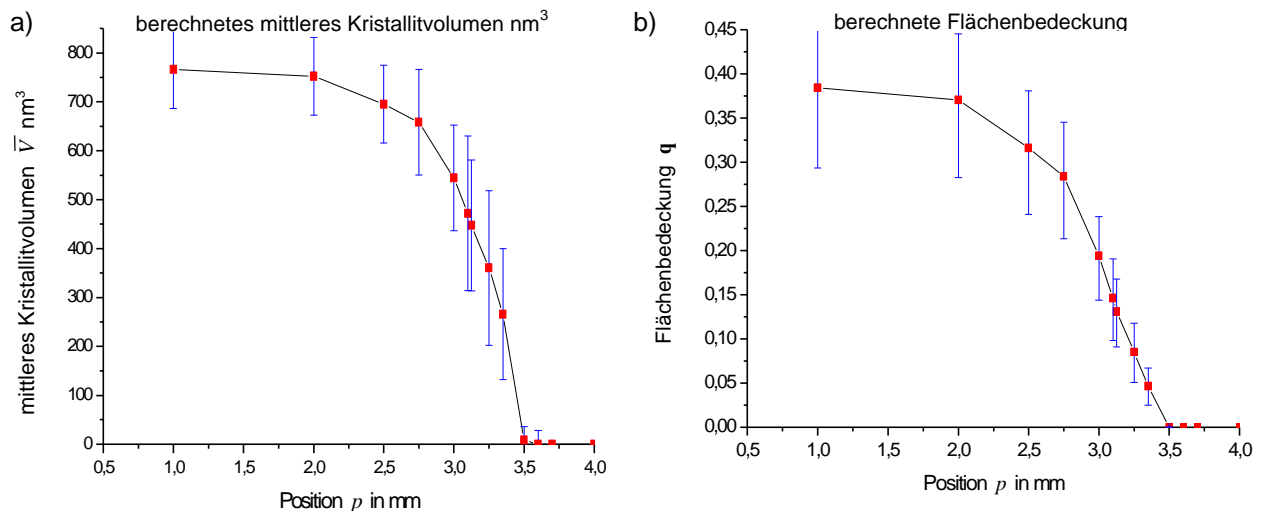 a)
berechnetes mittleres Kristallitvolumen nm³
mittleres Kristallitvolumen V̅ nm³
800
700
600
500
400
300
200
100
0
0,5 1,0 1,5 2,0 2,5 3,0 3,5 4,0
Position p in mm
b)
berechnete Flächenbedeckung
Flächenbedeckung q
0,40
0,35
0,30
0,25
0,20
0,15
0,10
0,05
0,00
0,5 1,0 1,5 2,0 2,5 3,0 3,5 4,0
Position p in mm